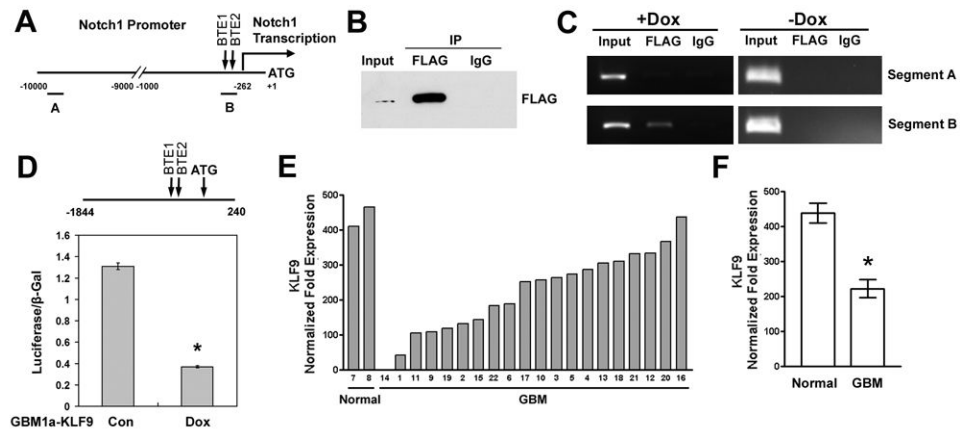 A
Notch1 Promoter
BTE1
BTE2
Notch1
Transcription
ATG
-10000
-9000
-1000
-262
+1
A
B
B
IP
Input
FLAG
IgG
FLAG
C
+Dox
-Dox
Input
FLAG
IgG
Input
FLAG
IgG
Segment A
Segment B
D
BTE1
BTE2
ATG
-1844
240
Luciferase/β-Gal
1.6
1.4
1.2
1
0.8
0.6
0.4
0.2
0
*
GBM1a-KLF9
Con
Dox
E
KLF9
Normalized Fold Expression
500
400
300
200
100
0
7 8 14 1 11 9 19 2 15 22 6 17 10 3 5 4 13 18 21 12 20 16
Normal
GBM
F
KLF9
Normalized Fold Expression
500
400
300
200
100
0
*
Normal
GBM